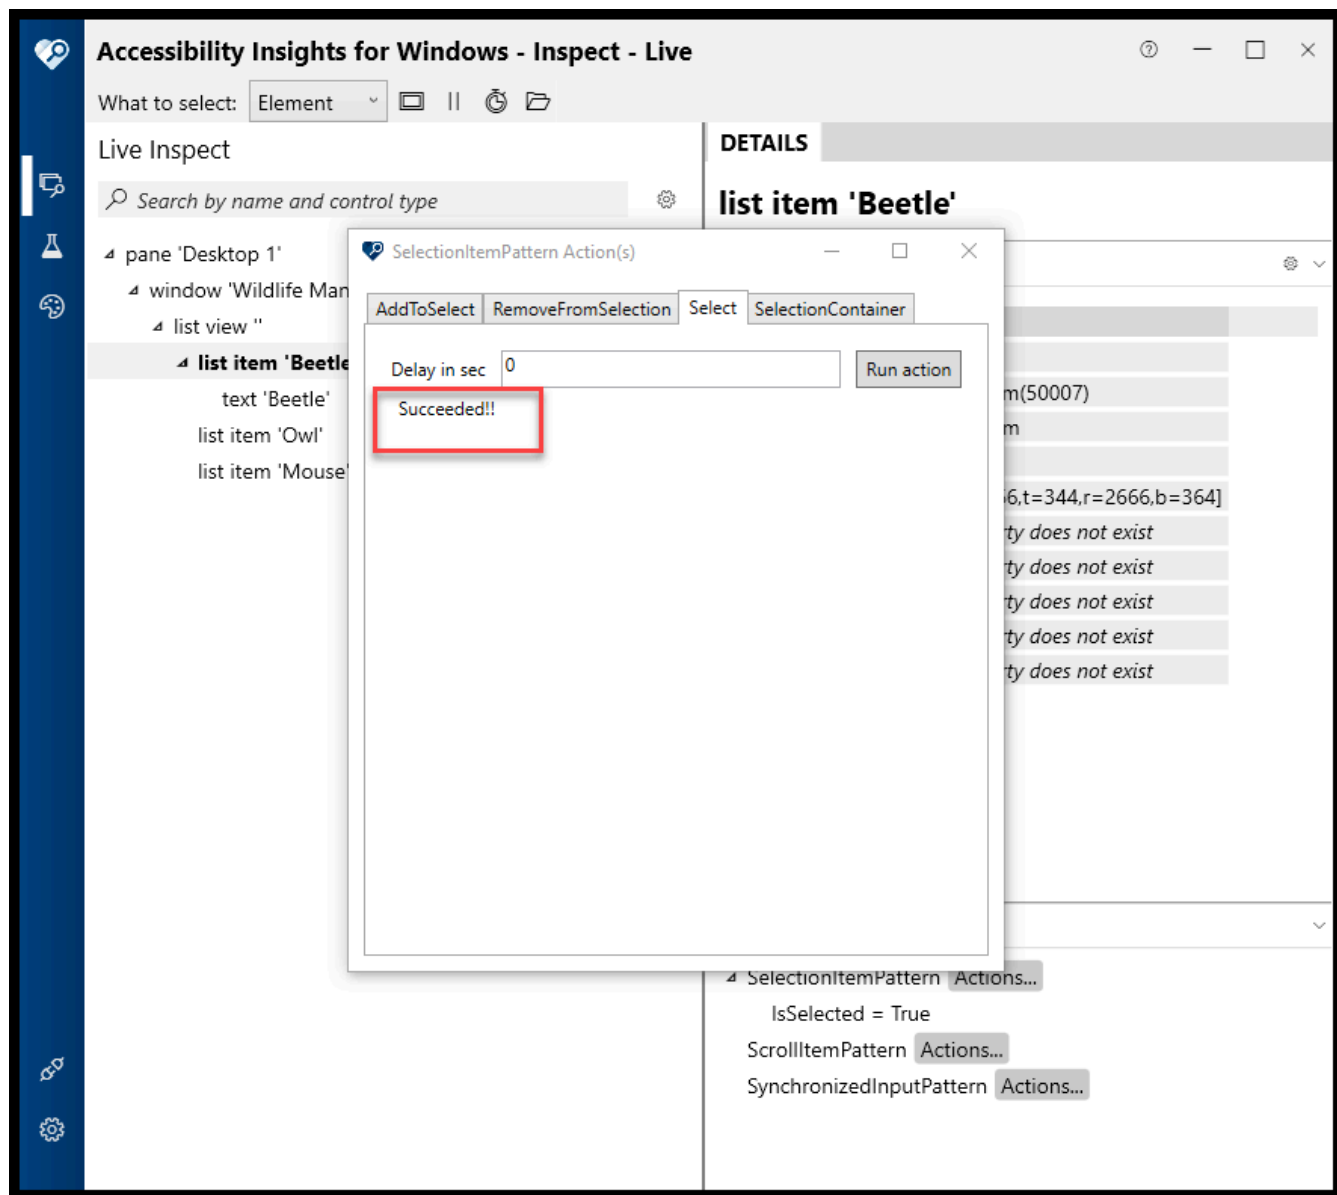 Accessibility Insights for Windows - Inspect - Live
What to select: Element
Live Inspect
Search by name and control type
pane 'Desktop 1'
window 'Wildlife Man
list view ''
list item 'Beetle
text 'Beetle'
list item 'Owl'
list item 'Mouse'
DETAILS
list item 'Beetle'
SelectionItemPattern Action(s)
AddToSelect RemoveFromSelection Select SelectionContainer
Delay in sec 0 Run action
Succeeded!!
m(50007)
m
6,t=344,r=2666,b=364]
ty does not exist
ty does not exist
ty does not exist
ty does not exist
ty does not exist
SelectionItemPattern Actions...
IsSelected = True
ScrollItemPattern Actions...
SynchronizedInputPattern Actions...